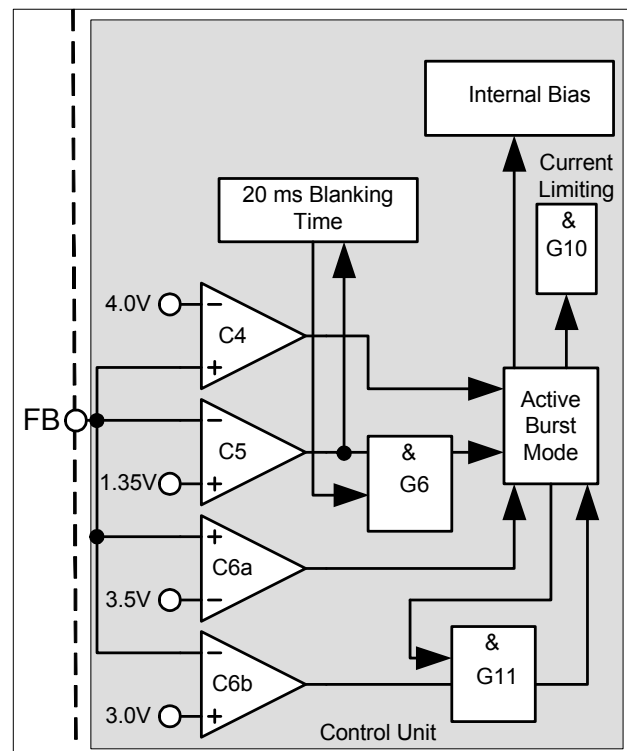 Internal Bias
Current
Limiting
20 ms Blanking
Time
&
G10
4.0V
−
C4
+
FB
−
C5
1.35V
+
&
G6
Active
Burst
Mode
+
C6a
3.5V
−
−
C6b
3.0V
+
&
G11
Control Unit